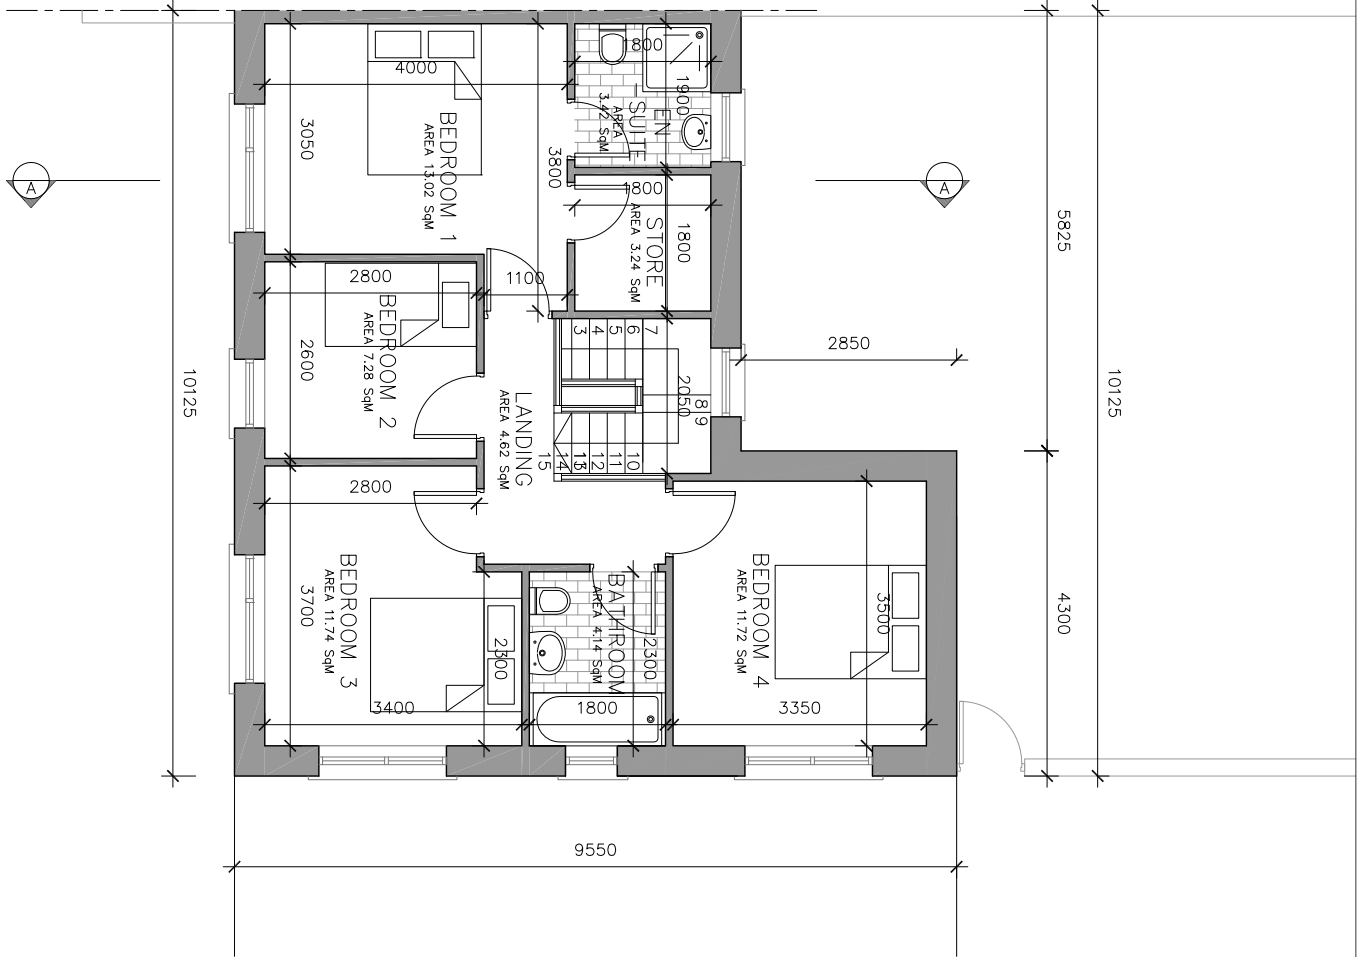 1800
4000
1900
EN
SUITE
AREA
3.42 SqM
3050
BEDROOM 1
AREA 13.02 SqM
3800
A
A
1800
STORE
AREA 3.24 SqM
1800
5825
2800
1100
BEDROOM 2
AREA 7.28 SqM
2600
3
4
5
6
7
2850
10125
2050
8
9
10125
LANDING
AREA 4.62 SqM
15
14
13
12
11
10
2800
BEDROOM 3
AREA 11.74 SqM
3700
2300
BATHROOM
AREA 4.14 SqM
2300
BEDROOM 4
AREA 11.72 SqM
3500
4300
3400
1800
3350
9550